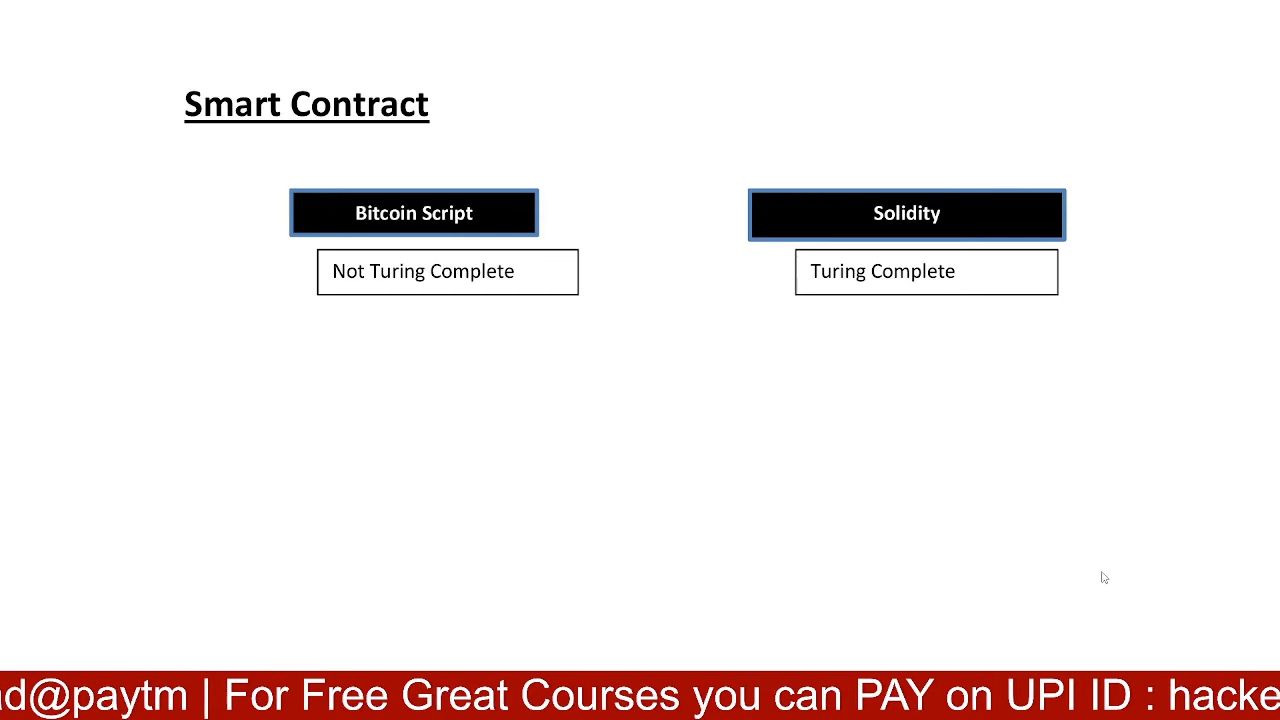 Smart Contract
Bitcoin Script
Solidity
Not Turing Complete
Turing Complete
@paytm | For Free Great Courses you can PAY on UPI ID :